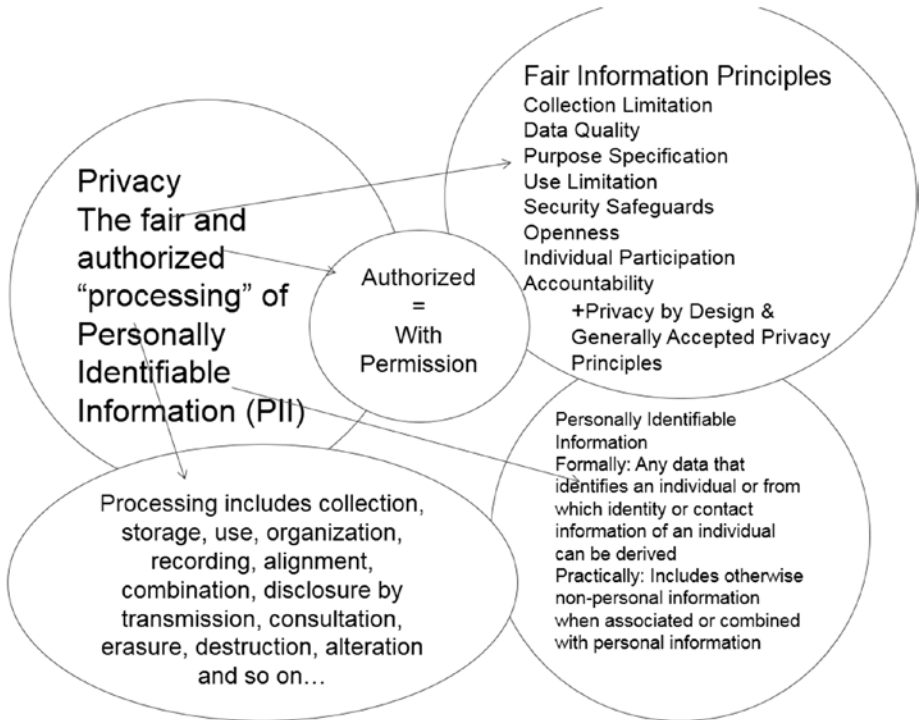 Privacy
The fair and
authorized
“processing” of
Personally
Identifiable
Information (PII)
Authorized
=
With
Permission
Fair Information Principles
Collection Limitation
Data Quality
Purpose Specification
Use Limitation
Security Safeguards
Openness
Individual Participation
Accountability
+Privacy by Design &
Generally Accepted Privacy
Principles
Processing includes collection,
storage, use, organization,
recording, alignment,
combination, disclosure by
transmission, consultation,
erasure, destruction, alteration
and so on…
Personally Identifiable
Information
Formally: Any data that
identifies an individual or from
which identity or contact
information of an individual
can be derived
Practically: Includes otherwise
non-personal information
when associated or combined
with personal information